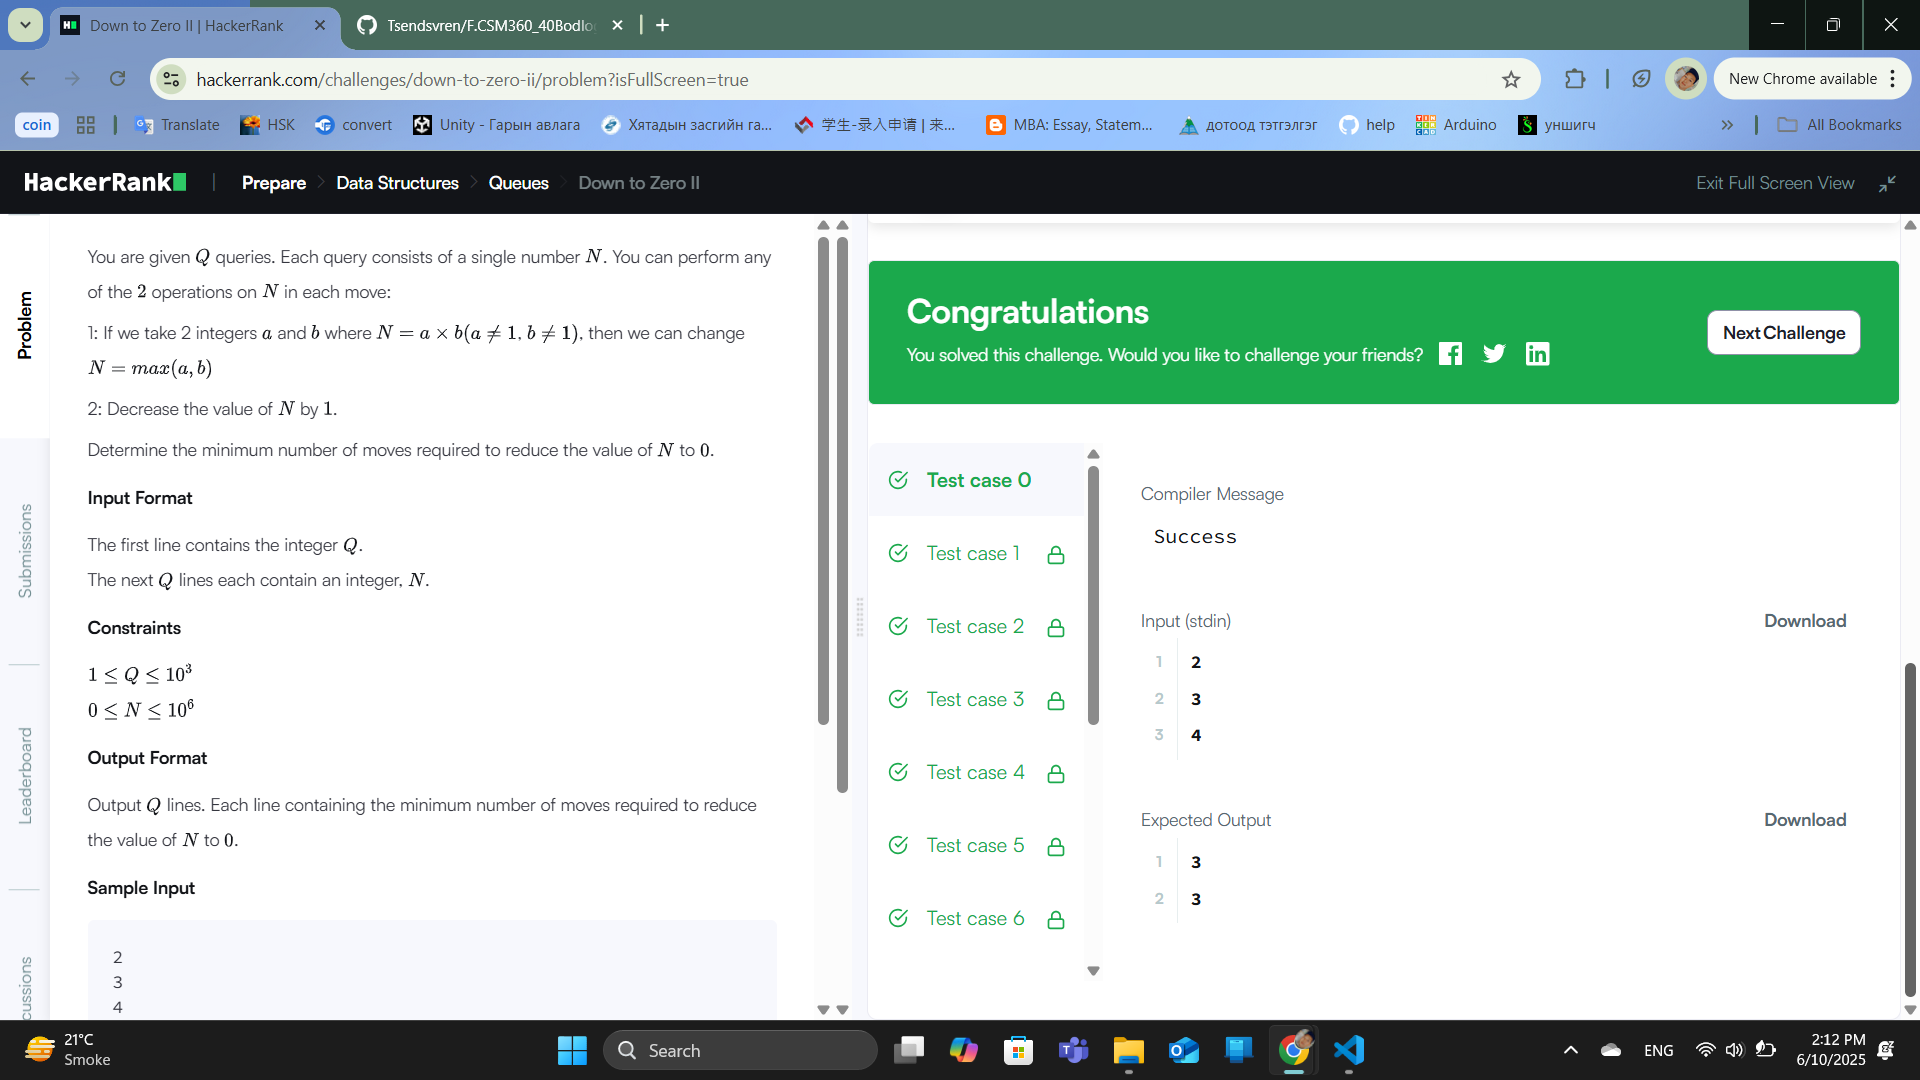 Down to Zero II | HackerRank
Tsendsvren/F.CSM360_40Bodlo
hackerrank.com/challenges/down-to-zero-ii/problem?isFullScreen=true
New Chrome available
coin
Translate
HSK
convert
Unity - Гарын авлага
Хятадын засгийн га...
学生-录入申请 | 来...
MBA: Essay, Statem...
дотоод тэтгэлгэг
help
Arduino
уншигч
All Bookmarks
HackerRank
Prepare
Data Structures
Queues
Down to Zero II
Exit Full Screen View
Problem
Submissions
Leaderboard
cussions
You are given Q queries. Each query consists of a single number N. You can perform any
of the 2 operations on N in each move:
1: If we take 2 integers a and b where N = a × b(a ≠ 1, b ≠ 1), then we can change
N = max(a, b)
2: Decrease the value of N by 1.
Determine the minimum number of moves required to reduce the value of N to 0.
Input Format
The first line contains the integer Q.
The next Q lines each contain an integer, N.
Constraints
1 ≤ Q ≤ 10³
0 ≤ N ≤ 10⁶
Output Format
Output Q lines. Each line containing the minimum number of moves required to reduce
the value of N to 0.
Sample Input
2
3
4
Congratulations
You solved this challenge. Would you like to challenge your friends?
Next Challenge
Test case 0
Test case 1
Test case 2
Test case 3
Test case 4
Test case 5
Test case 6
Compiler Message
Success
Input (stdin)
Download
1 2
2 3
3 4
Expected Output
Download
1 3
2 3
21°C
Smoke
Search
ENG
2:12 PM
6/10/2025